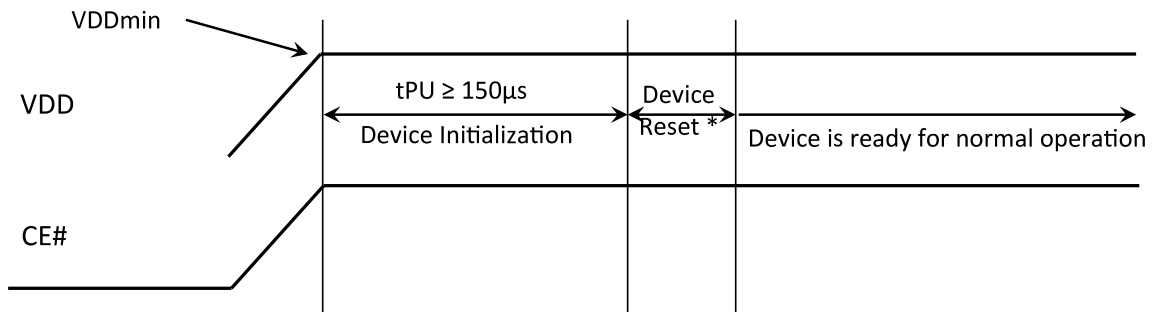 VDDmin
VDD
tPU ≥ 150μs
Device Initialization
Device
Reset *
Device is ready for normal operation
CE#